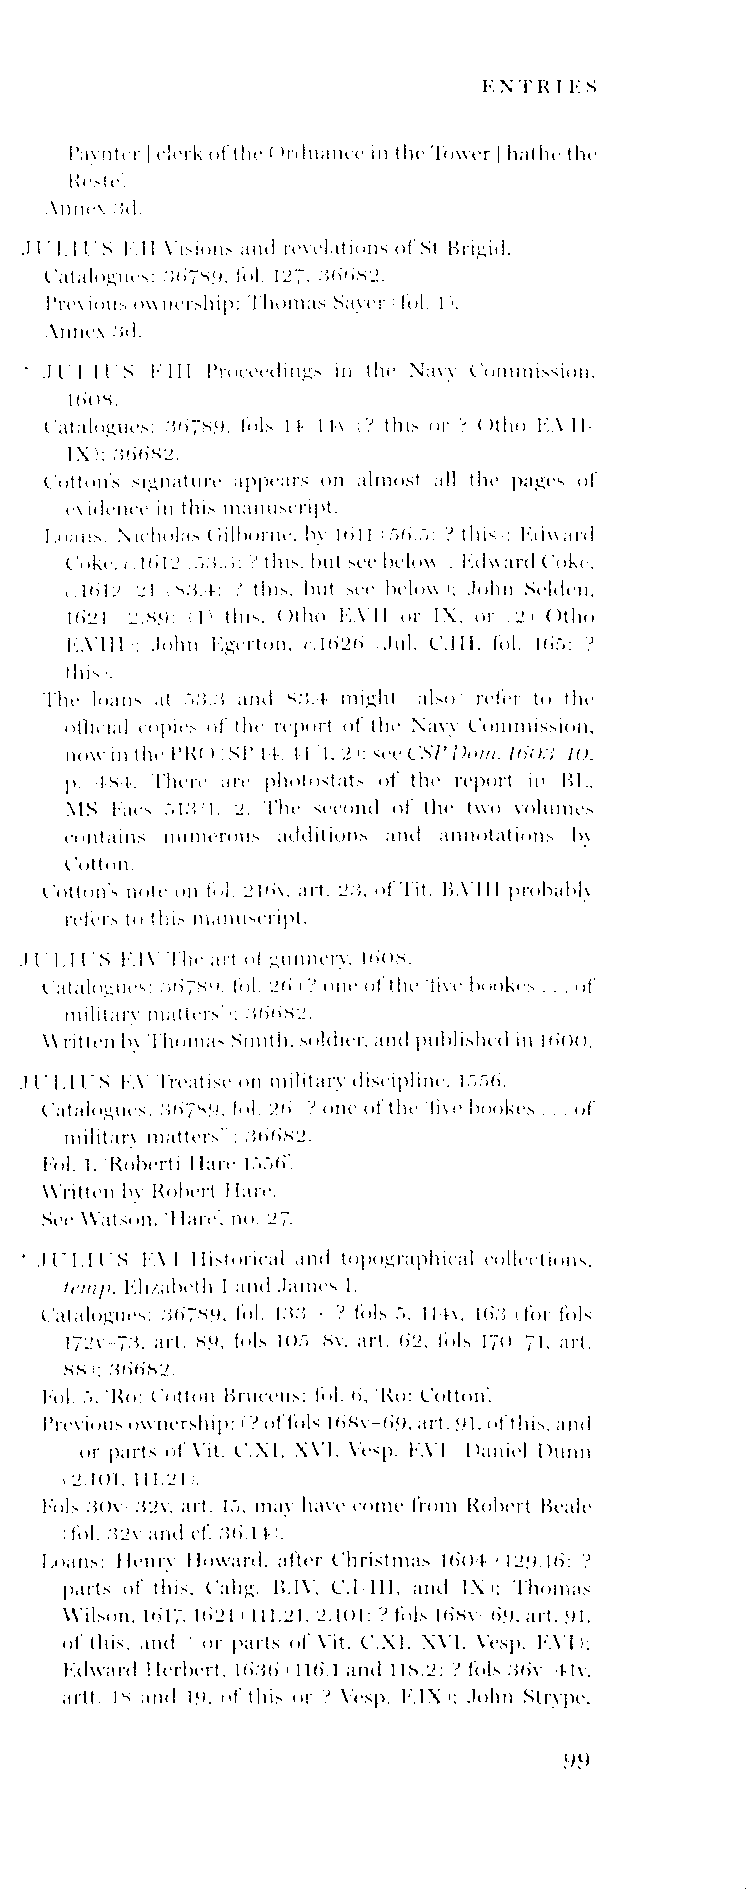 ENTRIES
Paynter [clerk of the Ordnance in the Tower] hathe the
Reste'.
Annex 3d.
JULIUS F.II Visions and revelations of St Brigid.
Catalogues: 36789, fol. 127, 36682.
Previous ownership: Thomas Sayer (fol. 1).
Annex 3d.
* JULIUS F.III Proceedings in the Navy Commission,
1608.
Catalogues: 36789, fols 14–14v (? this or ? Otho E.VII–
IX); 36682.
Cotton's signature appears on almost all the pages of
evidence in this manuscript.
Loans: Nicholas Gilborne, by 1611 (56.5: ? this); Edward
Coke, c.1612 (53.3: ? this, but see below); Edward Coke,
c.1612–21 (83.4: ? this, but see below); John Selden,
1621 (2.89: (1) this, Otho E.VII or IX, or (2) Otho
E.VIII); John Egerton, c.1626 (Jul. C.III, fol. 165: ?
this).
The loans at 53.3 and 83.4 might (also) refer to the
official copies of the report of the Navy Commission,
now in the PRO (SP 14/41/1, 2): see CSP Dom. 1603–10,
p. 484. There are photostats of the report in BL,
MS Facs 513/1, 2. The second of the two volumes
contains numerous additions and annotations by
Cotton.
Cotton's note on fol. 216v, art. 23, of Tit. B.VIII probably
refers to this manuscript.
JULIUS F.IV The art of gunnery, 1608.
Catalogues: 36789, fol. 26 (? one of the 'five bookes . . . of
military matters'); 36682.
Written by Thomas Smith, soldier, and published in 1600.
JULIUS F.V Treatise on military discipline, 1556.
Catalogues: 36789, fol. 26 (? one of the 'five bookes . . . of
military matters'); 36682.
Fol. 1, 'Roberti Hare 1556'.
Written by Robert Hare.
See Watson, 'Hare', no. 27.
* JULIUS F.VI Historical and topographical collections,
temp. Elizabeth I and James I.
Catalogues: 36789, fol. 133 + ? fols 5, 114v, 163 (for fols
172v–73, art. 89, fols 105–8v, art. 62, fols 170–71, art.
88); 36682.
Fol. 5, 'Ro: Cotton Bruceus'; fol. 6, 'Ro: Cotton'.
Previous ownership: (? of fols 168v–69, art. 91, of this, and
/or parts of Vit. C.XI, XVI, Vesp. F.VI) Daniel Dunn
(2.101, 111.21).
Fols 30v–32v, art. 15, may have come from Robert Beale
(fol. 32v and cf. 36.14).
Loans: Henry Howard, after Christmas 1604 (129.16: ?
parts of this, Calig. B.IV, C.I–III, and IX); Thomas
Wilson, 1617, 1621 (111.21, 2.101: ? fols 168v–69, art. 91,
of this, and / or parts of Vit. C.XI, XVI, Vesp. F.VI);
Edward Herbert, 1636 (116.1 and 118.2: ? fols 36v–41v,
artt. 18 and 19, of this or ? Vesp. F.IX); John Strype,
99